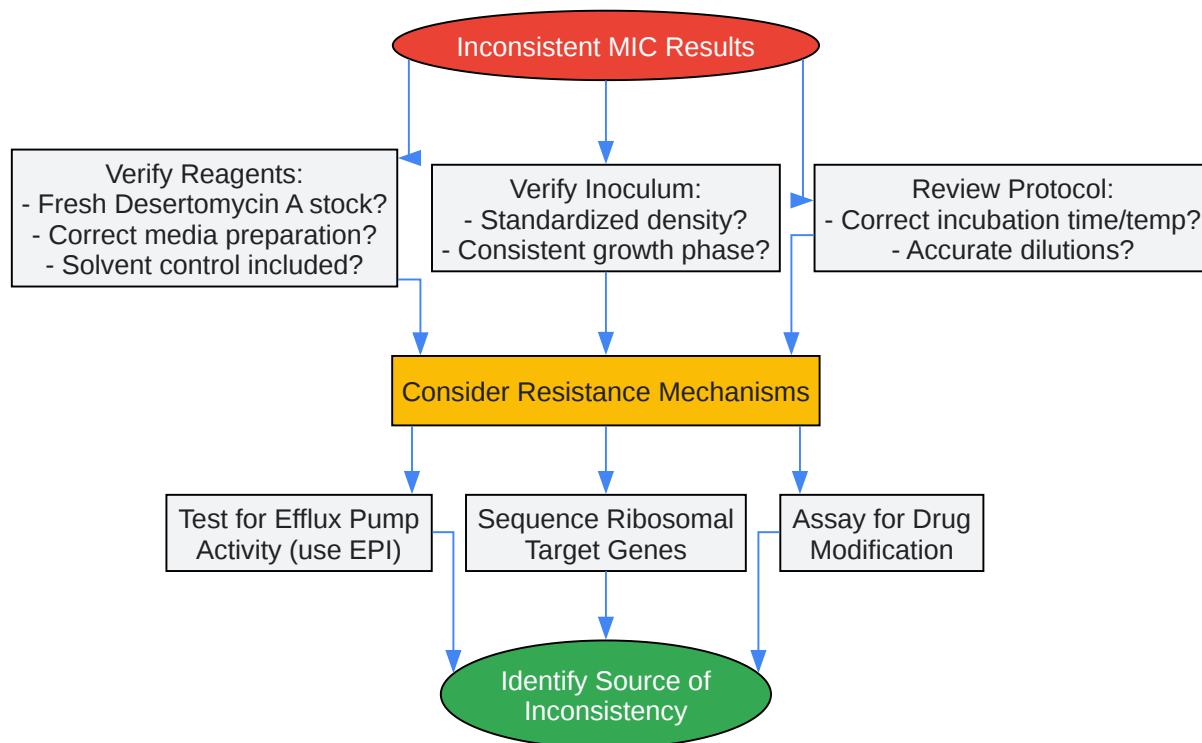 Inconsistent MIC Results
Verify Reagents:
- Fresh Desertomycin A stock?
- Correct media preparation?
- Solvent control included?
Verify Inoculum:
- Standardized density?
- Consistent growth phase?
Review Protocol:
- Correct incubation time/temp?
- Accurate dilutions?
Consider Resistance Mechanisms
Test for Efflux Pump
Activity (use EPI)
Sequence Ribosomal
Target Genes
Assay for Drug
Modification
Identify Source of
Inconsistency